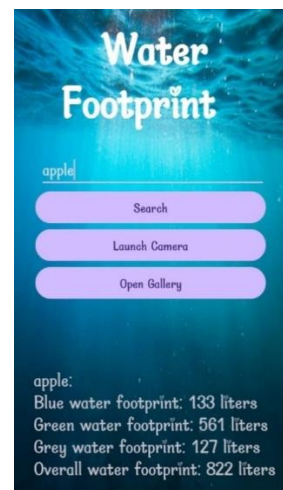 Water
Footprint
apple
Search
Launch Camera
Open Gallery
apple:
Blue water footprint: 133 liters
Green water footprint: 561 liters
Grey water footprint: 127 liters
Overall water footprint: 822 liters